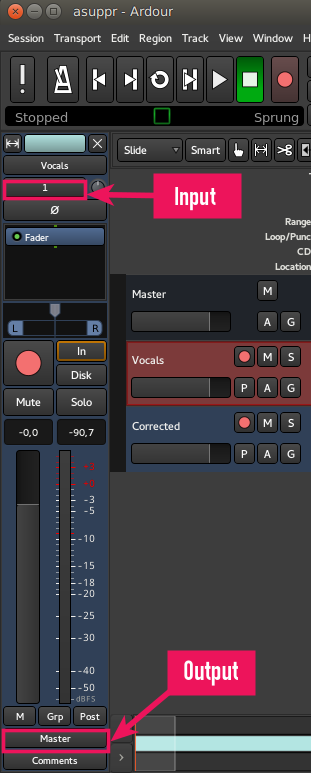 asuppr - Ardour
Session Transport Edit Region Track View Window H
Stopped
Sprung
Vocals
1
Input
Ø
Fader
L R
In
Disk
Mute Solo
-0,0 -90,7
-3
-5
-10
-15
-18
-20
-25
-30
-40
-50
dBFS
M Grp Post
Master
Output
Comments
Slide Smart
T
Range
Loop/Punc
CD
Location
Master M
A G
Vocals M S
P A G
Corrected M S
P A G